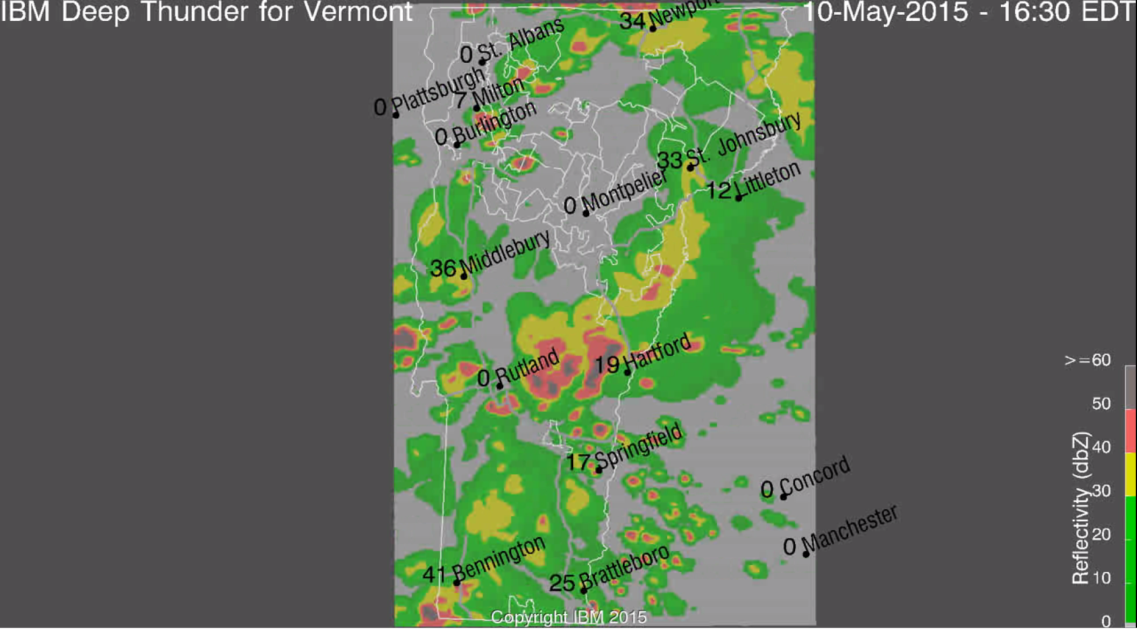 IBM Deep Thunder for Vermont
10-May-2015 - 16:30 EDT
34 Newport
0 St. Albans
0 Plattsburgh
7 Milton
0 Burlington
33 St. Johnsbury
12 Littleton
0 Montpelier
36 Middlebury
19 Hartford
0 Rutland
17 Springfield
0 Concord
0 Manchester
41 Bennington
25 Brattleboro
Copyright IBM 2015
>=60
50
40
30
20
10
0
Reflectivity (dbZ)